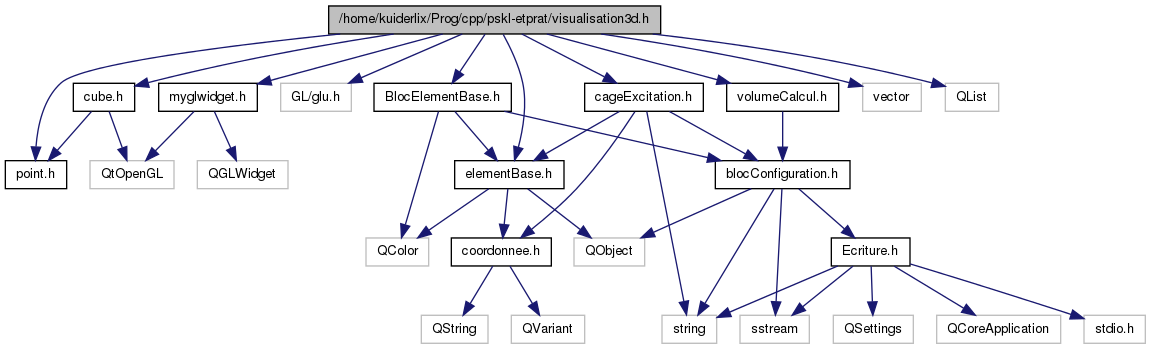 /home/kuiderlix/Prog/cpp/pskl-etprat/visualisation3d.h
cube.h
myglwidget.h
GL/glu.h
BlocElementBase.h
cageExcitation.h
volumeCalcul.h
vector
QList
point.h
QtOpenGL
QGLWidget
elementBase.h
blocConfiguration.h
QColor
coordonnee.h
QObject
Ecriture.h
QString
QVariant
string
sstream
QSettings
QCoreApplication
stdio.h